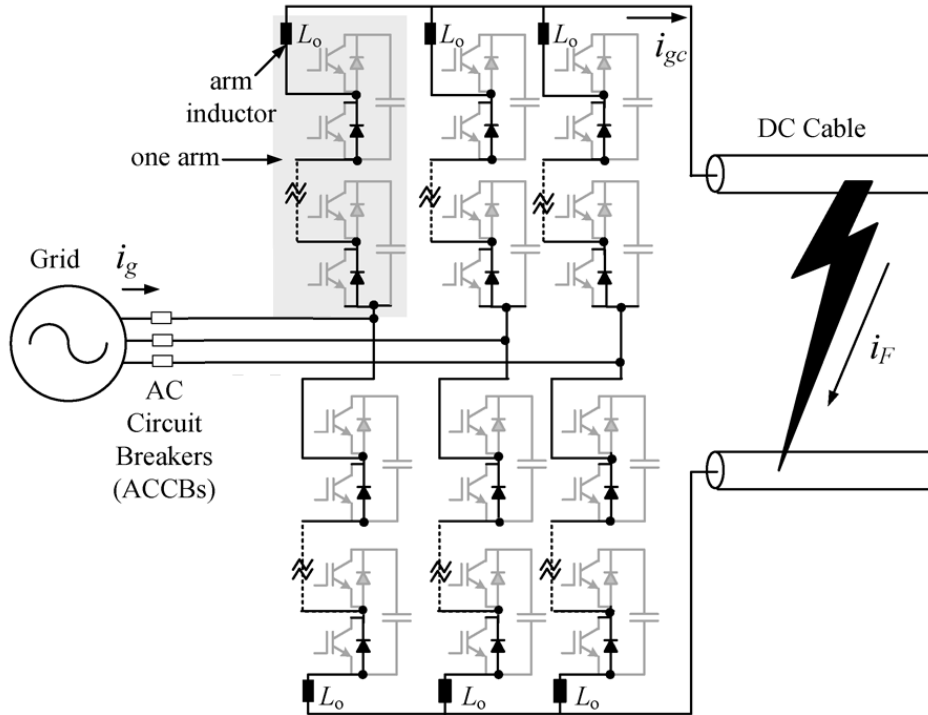 Lo
Lo
Lo
igc
arm
inductor
one arm
DC Cable
Grid
ig
iF
AC
Circuit
Breakers
(ACCBs)
Lo
Lo
Lo